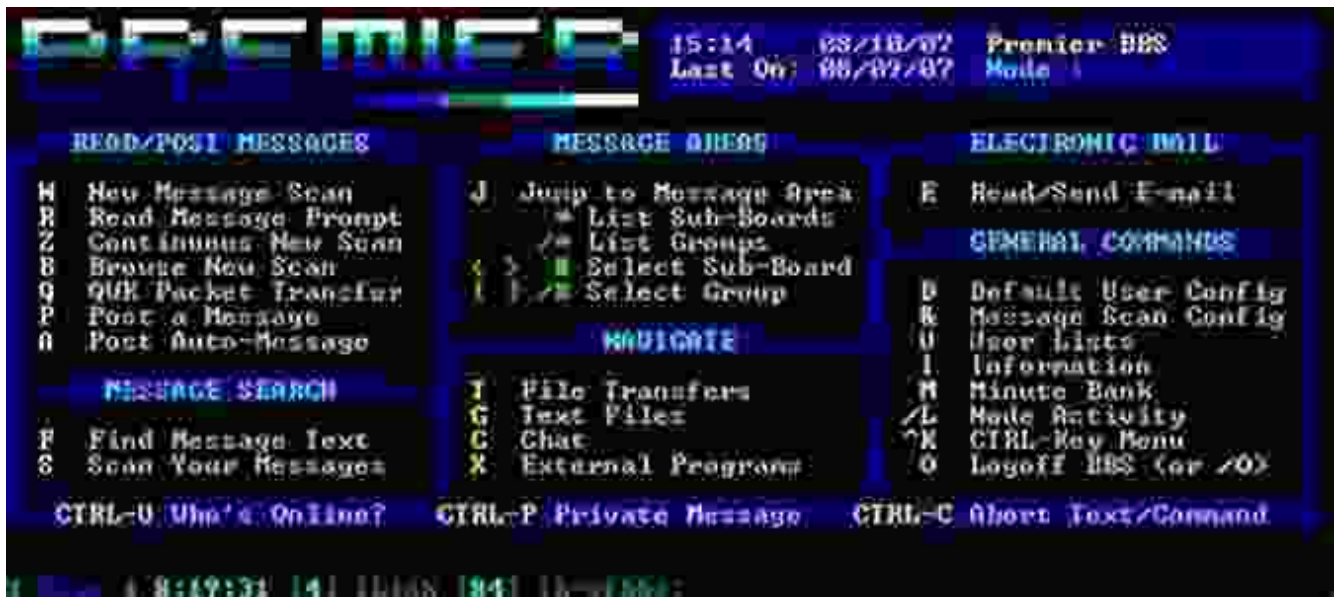 PREMIER
15:14 08/10/07 Premier BBS
Last On: 08/09/07 Node
READ/POST MESSAGES
N New Message Scan
R Read Message Prompt
Z Continuous New Scan
B Browse New Scan
Q QWK Packet Transfer
P Post a Message
A Post Auto-Message
MESSAGE SEARCH
F Find Message Text
S Scan Your Messages
MESSAGE AREAS
J Jump to Message Area
/* List Groups
List Sub-Boards
Select Sub-Board
Select Group
NAVIGATE
T File Transfers
G Text Files
C Chat
X External Programs
ELECTRONIC MAIL
E Read/Send E-mail
GENERAL COMMANDS
D Default User Config
& Message Scan Config
U User Lists
I Information
M Minute Bank
/L Node Activity
^K CTRL-Key Menu
O Logoff BBS (or /O)
CTRL-U Who's Online? CTRL-P Private Message CTRL-C Abort Text/Command